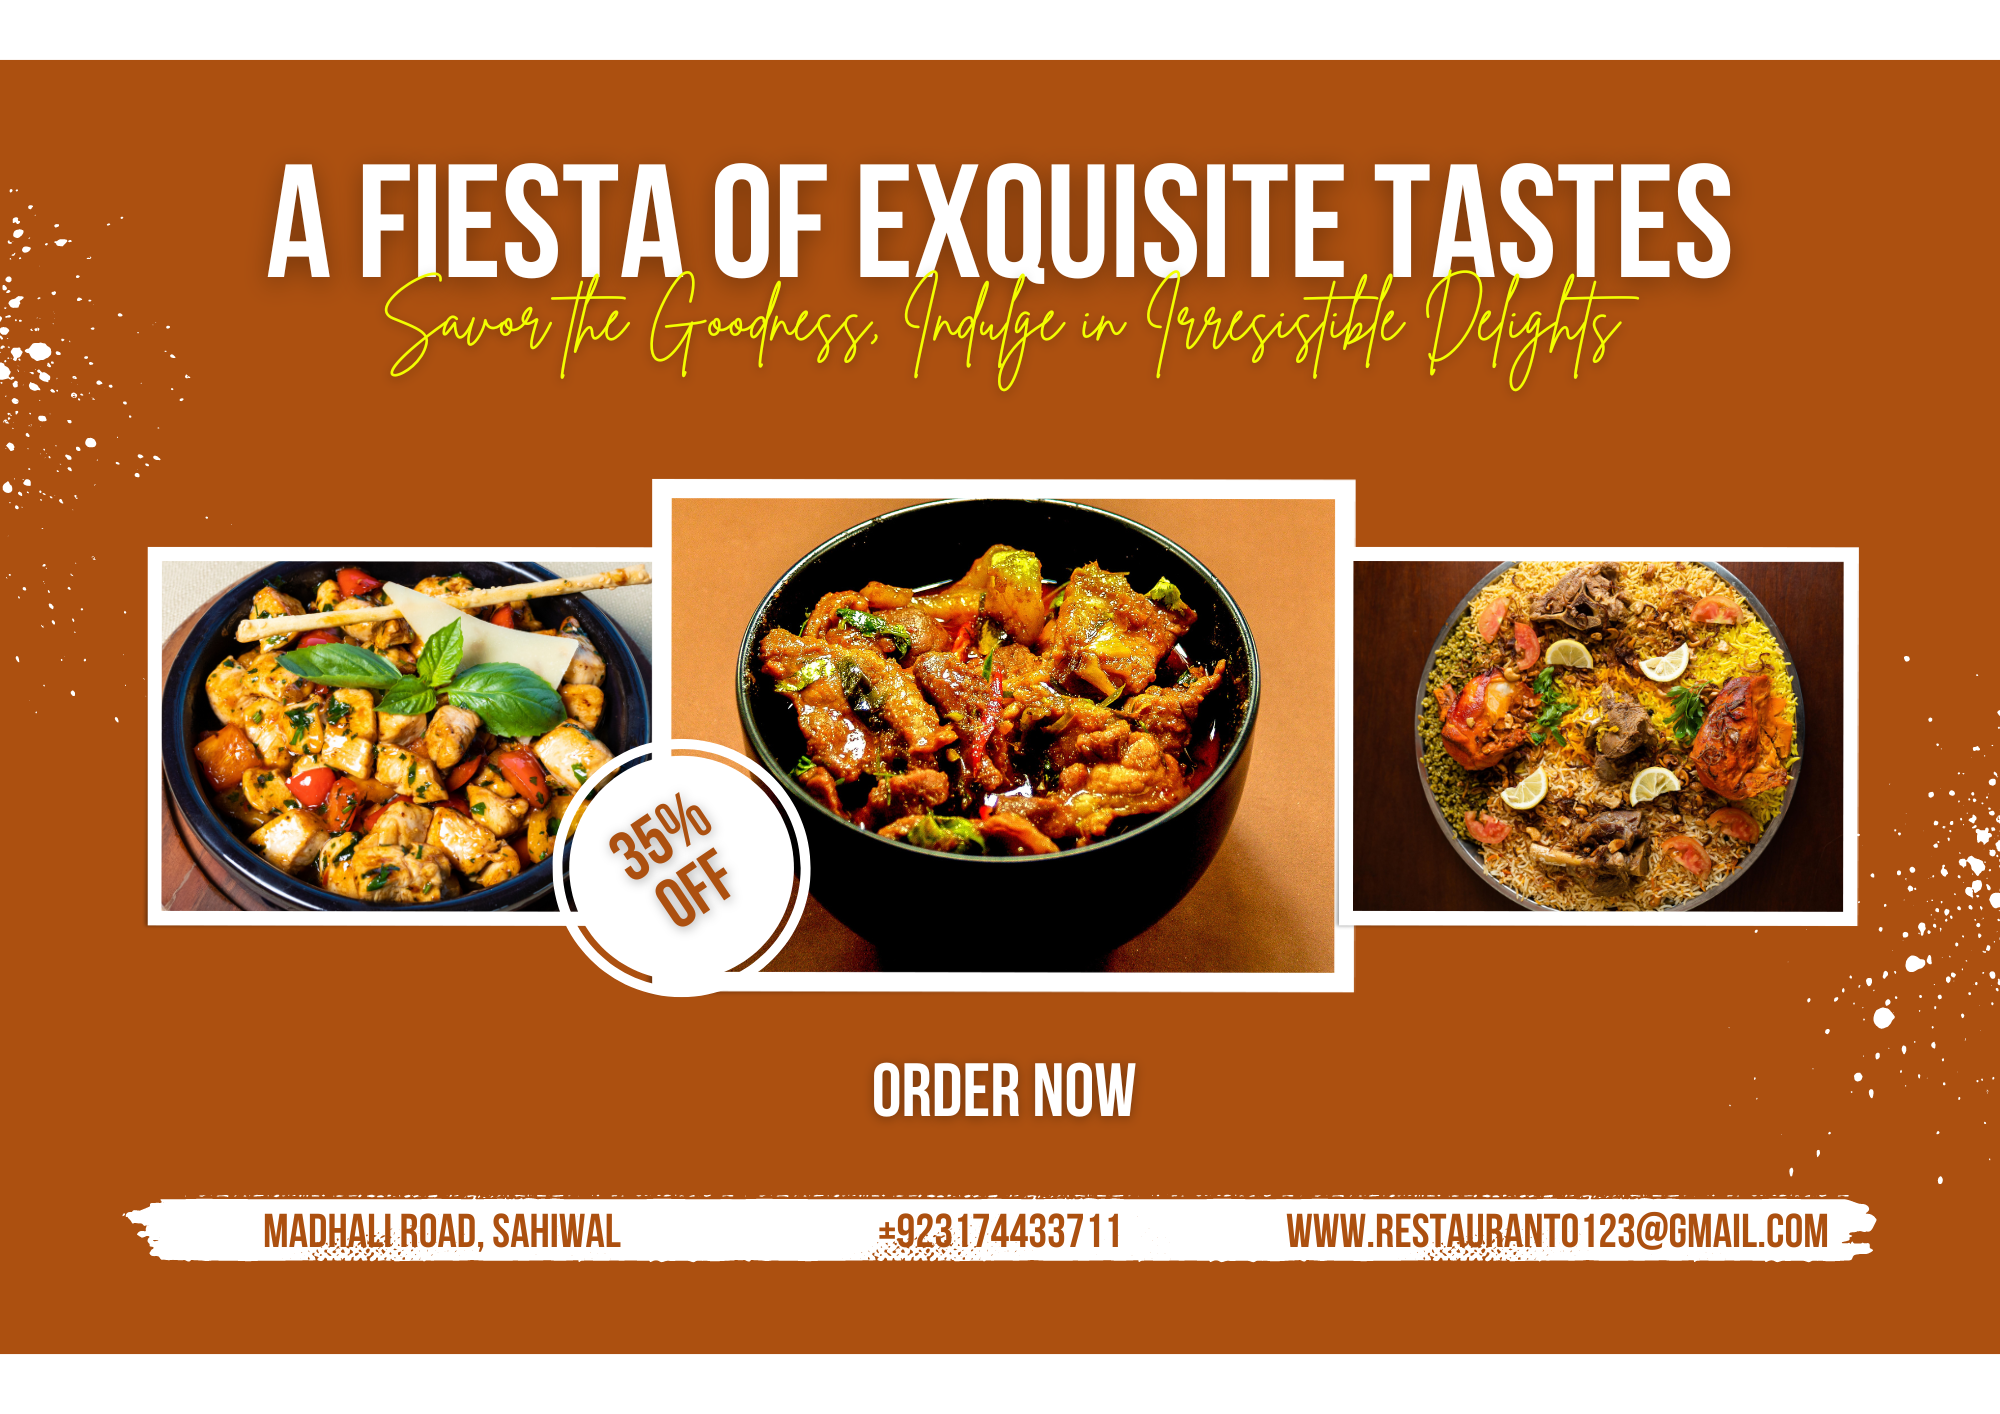 A FIESTA OF EXQUISITE TASTES
Savor the Goodness, Indulge in Irresistible Delights
35%
OFF
ORDER NOW
MADHALI ROAD, SAHIWAL
±923174433711
WWW.RESTAURANTO123@GMAIL.COM